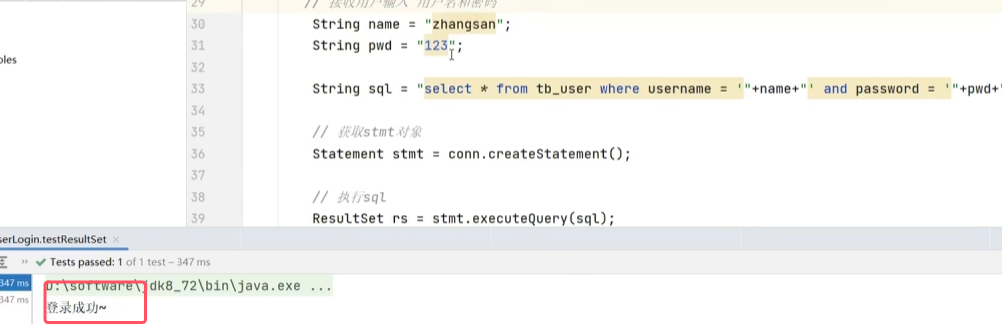 29 // 接收用户输入 用户名和密码
30 String name = "zhangsan";
31 String pwd = "123";
32
33 String sql = "select * from tb_user where username = '"+name+"' and password = '"+pwd+"
34
35 // 获取stmt对象
36 Statement stmt = conn.createStatement();
37
38 // 执行sql
39 ResultSet rs = stmt.executeQuery(sql);
serLogin.testResultSet ×
» ✔ Tests passed: 1 of 1 test – 347 ms
347 ms D:\software\jdk8_72\bin\java.exe ...
347 ms 登录成功~